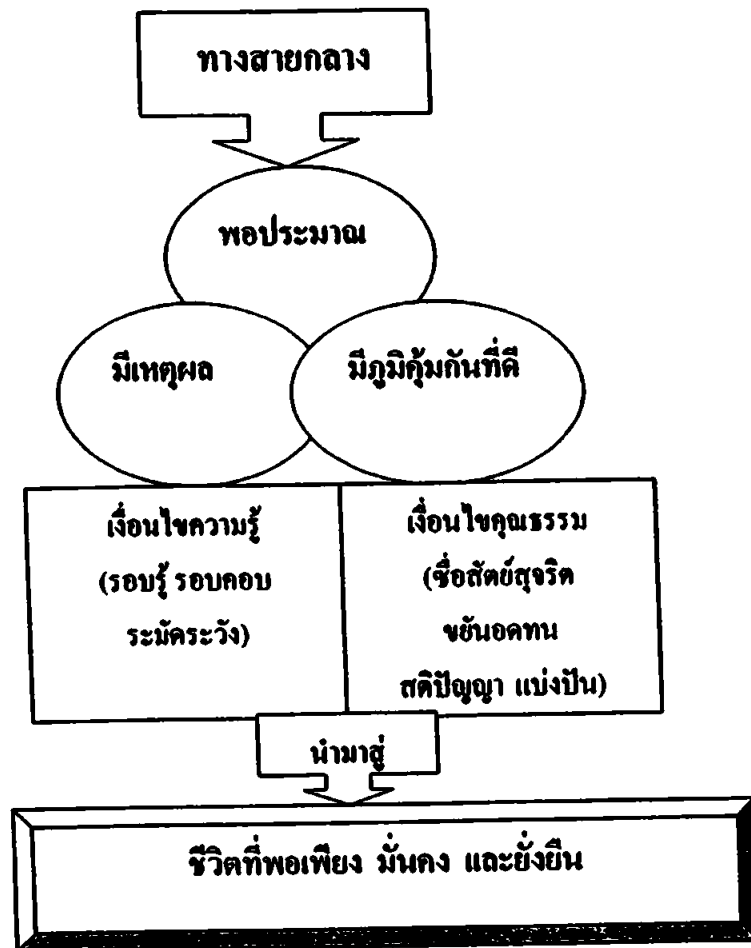 ทางสายกลาง
พอประมาณ
มีเหตุผล
มีภูมิคุ้มกันที่ดี
เงื่อนไขความรู้
(รอบรู้ รอบคอบ
ระมัดระวัง)
เงื่อนไขคุณธรรม
(ซื่อสัตย์สุจริต
ขยันอดทน
สติปัญญา แบ่งปัน)
นำมาสู่
ชีวิตที่พอเพียง มั่นคง และยั่งยืน